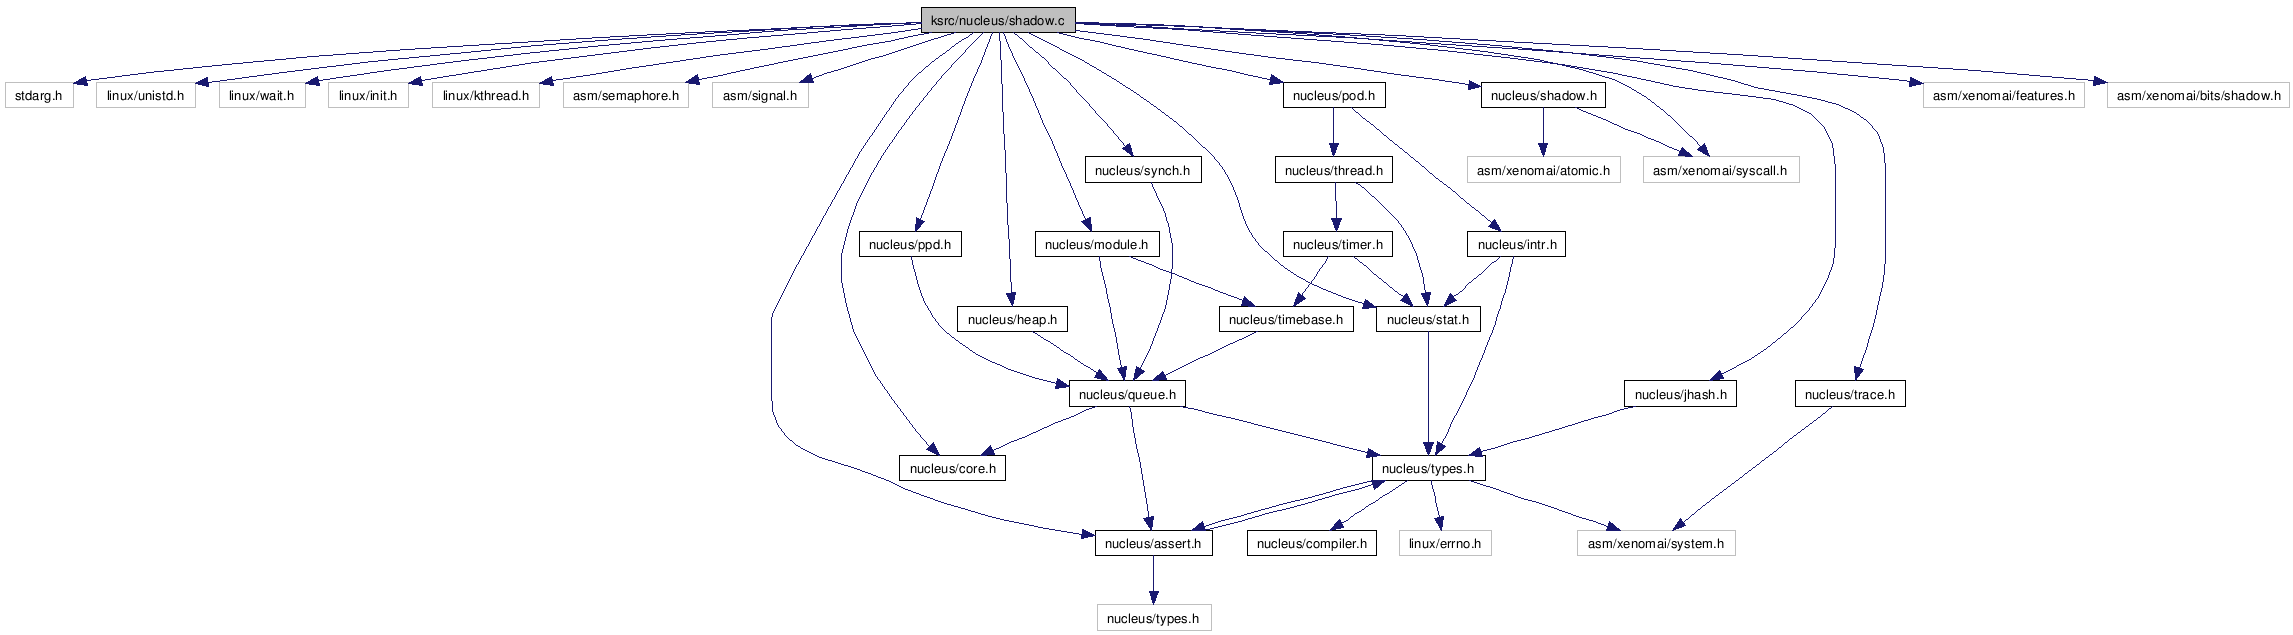 ksrc/nucleus/shadow.c
stdarg.h
linux/unistd.h
linux/wait.h
linux/init.h
linux/kthread.h
asm/semaphore.h
asm/signal.h
nucleus/pod.h
nucleus/shadow.h
asm/xenomai/features.h
asm/xenomai/bits/shadow.h
nucleus/synch.h
nucleus/thread.h
asm/xenomai/atomic.h
asm/xenomai/syscall.h
nucleus/ppd.h
nucleus/module.h
nucleus/timer.h
nucleus/intr.h
nucleus/heap.h
nucleus/timebase.h
nucleus/stat.h
nucleus/queue.h
nucleus/jhash.h
nucleus/trace.h
nucleus/core.h
nucleus/types.h
nucleus/assert.h
nucleus/compiler.h
linux/errno.h
asm/xenomai/system.h
nucleus/types.h